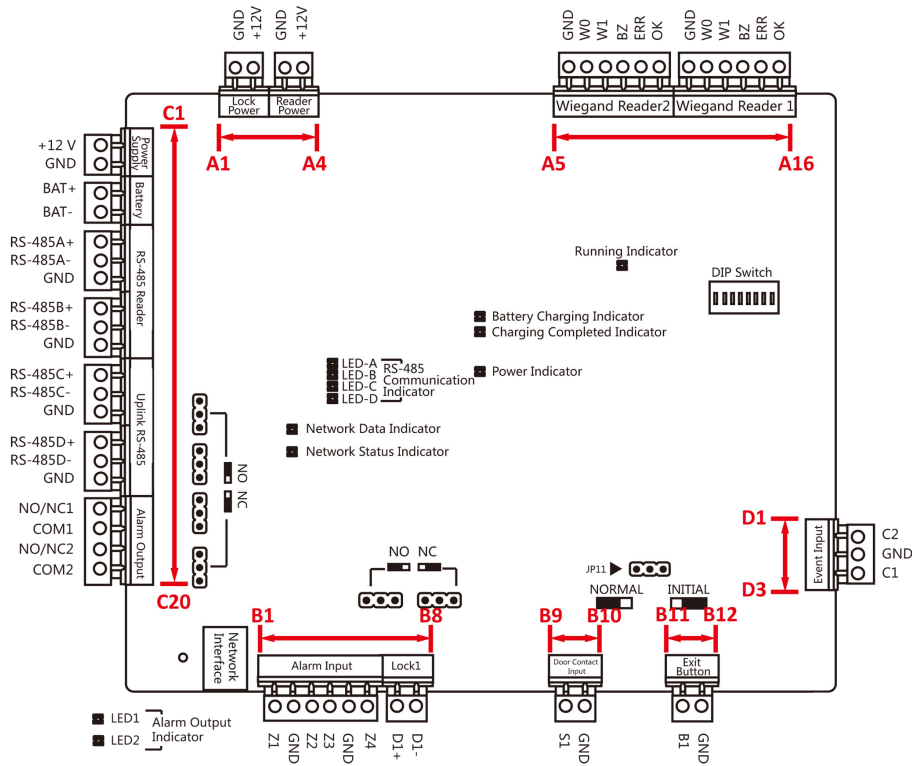 GND
+12V
GND
+12V
GND
W0
W1
BZ
ERR
OK
GND
W0
W1
BZ
ERR
OK
Lock
Power
Reader
Power
Wiegand Reader2
Wiegand Reader 1
C1
A1
A4
A5
A16
+12 V
GND
Power
Supply
BAT+
BAT-
Battery
RS-485A+
RS-485A-
GND
RS-485B+
RS-485B-
GND
RS-485 Reader
RS-485C+
RS-485C-
GND
RS-485D+
RS-485D-
GND
Uplink RS-485
NO/NC1
COM1
NO/NC2
COM2
Alarm Output
C20
Running Indicator
DIP Switch
Battery Charging Indicator
Charging Completed Indicator
Power Indicator
LED-A
LED-B
LED-C
LED-D
RS-485
Communication
Indicator
Network Data Indicator
Network Status Indicator
NO
NC
NO
NC
JP11
NORMAL
INITIAL
D1
D3
Event Input
C2
GND
C1
B1
B8
B9
B10
B11
B12
Network
Interface
Alarm Input
Lock1
Door Contact
Input
Exit
Button
Z1
GND
Z2
Z3
GND
Z4
D1+
D1-
S1
GND
B1
GND
LED1
LED2
Alarm Output
Indicator